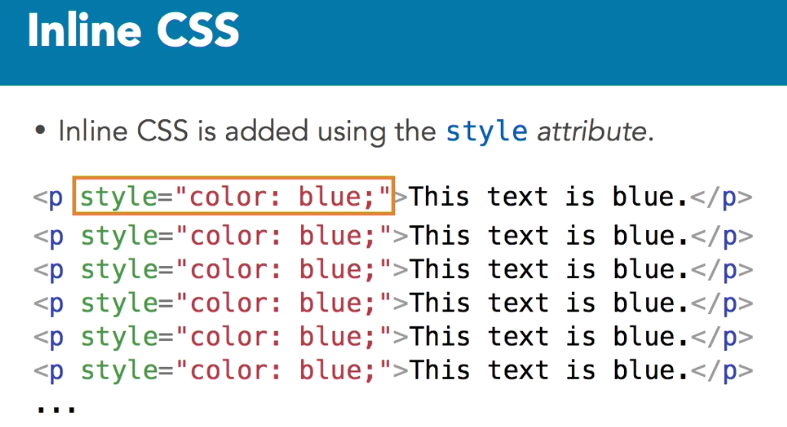 Inline CSS
• Inline CSS is added using the style attribute.
<p style="color: blue;">This text is blue.</p>
<p style="color: blue;">This text is blue.</p>
<p style="color: blue;">This text is blue.</p>
<p style="color: blue;">This text is blue.</p>
<p style="color: blue;">This text is blue.</p>
<p style="color: blue;">This text is blue.</p>
...